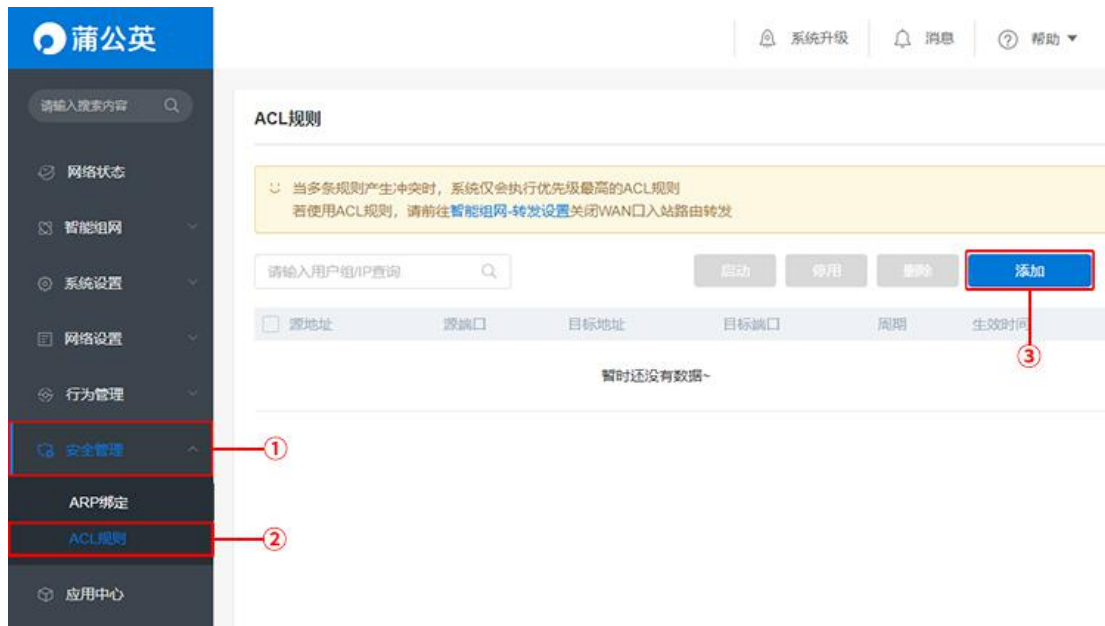 蒲公英
系统升级 消息 帮助
请输入搜索内容
ACL规则
网络状态
当多条规则产生冲突时，系统仅会执行优先级最高的ACL规则
若使用ACL规则，请前往智能组网-转发设置关闭WAN口入站路由转发
智能组网
请输入用户组/IP查询 启动 停用 删除 添加
系统设置
源地址 源端口 目标地址 目标端口 周期 生效时间
网络设置
③
暂时还没有数据~
行为管理
安全管理 ①
ARP绑定
ACL规则 ②
应用中心